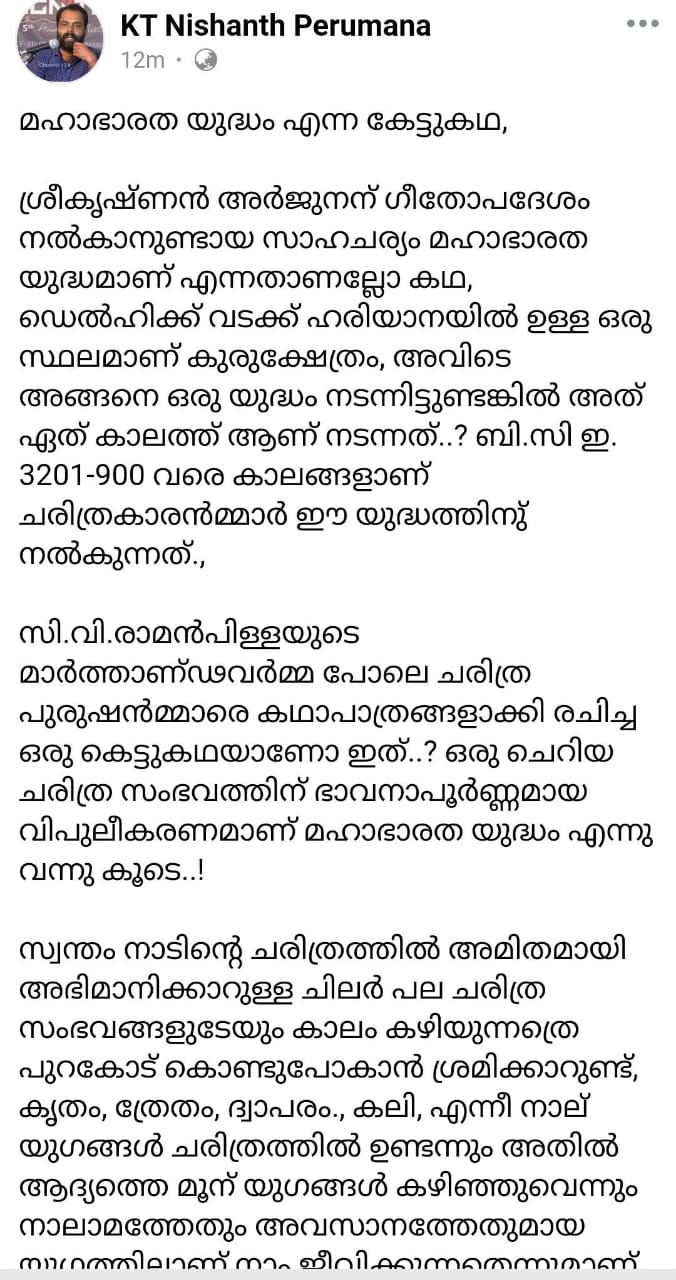 KT Nishanth Perumana
12m
മഹാഭാരത യുദ്ധം എന്ന കേട്ടുകഥ,
ശ്രീകൃഷ്ണൻ അർജുനന് ഗീതോപദേശം
നൽകാനുണ്ടായ സാഹചര്യം മഹാഭാരത
യുദ്ധമാണ് എന്നതാണല്ലോ കഥ,
ഡെൽഹിക്ക് വടക്ക് ഹരിയാനയിൽ ഉള്ള ഒരു
സ്ഥലമാണ് കുരുക്ഷേത്രം, അവിടെ
അങ്ങനെ ഒരു യുദ്ധം നടന്നിട്ടുണ്ടങ്കിൽ അത്
ഏത് കാലത്ത് ആണ് നടന്നത്..? ബി.സി ഇ.
3201-900 വരെ കാലങ്ങളാണ്
ചരിത്രകാരൻമ്മാർ ഈ യുദ്ധത്തിനു്
നൽകുന്നത്.,
സി.വി.രാമൻപിള്ളയുടെ
മാർത്താണ്ഢവർമ്മ പോലെ ചരിത്ര
പുരുഷൻമ്മാരെ കഥാപാത്രങ്ങളാക്കി രചിച്ച
ഒരു കെട്ടുകഥയാണോ ഇത്..? ഒരു ചെറിയ
ചരിത്ര സംഭവത്തിന് ഭാവനാപൂർണ്ണമായ
വിപുലീകരണമാണ് മഹാഭാരത യുദ്ധം എന്നു
വന്നു കൂടെ..!
സ്വന്തം നാടിന്റെ ചരിത്രത്തിൽ അമിതമായി
അഭിമാനിക്കാറുള്ള ചിലർ പല ചരിത്ര
സംഭവങ്ങളുടേയും കാലം കഴിയുന്നത്രെ
പുറകോട് കൊണ്ടുപോകാൻ ശ്രമിക്കാറുണ്ട്,
കൃതം, ത്രേതം, ദ്വാപരം., കലി, എന്നീ നാല്
യുഗങ്ങൾ ചരിത്രത്തിൽ ഉണ്ടന്നും അതിൽ
ആദ്യത്തെ മൂന് യുഗങ്ങൾ കഴിഞ്ഞുവെന്നും
നാലാമത്തേതും അവസാനത്തേതുമായ
യുഗത്തിലാണ് നാം ജീവിക്കുന്നതെന്നുമാണ്